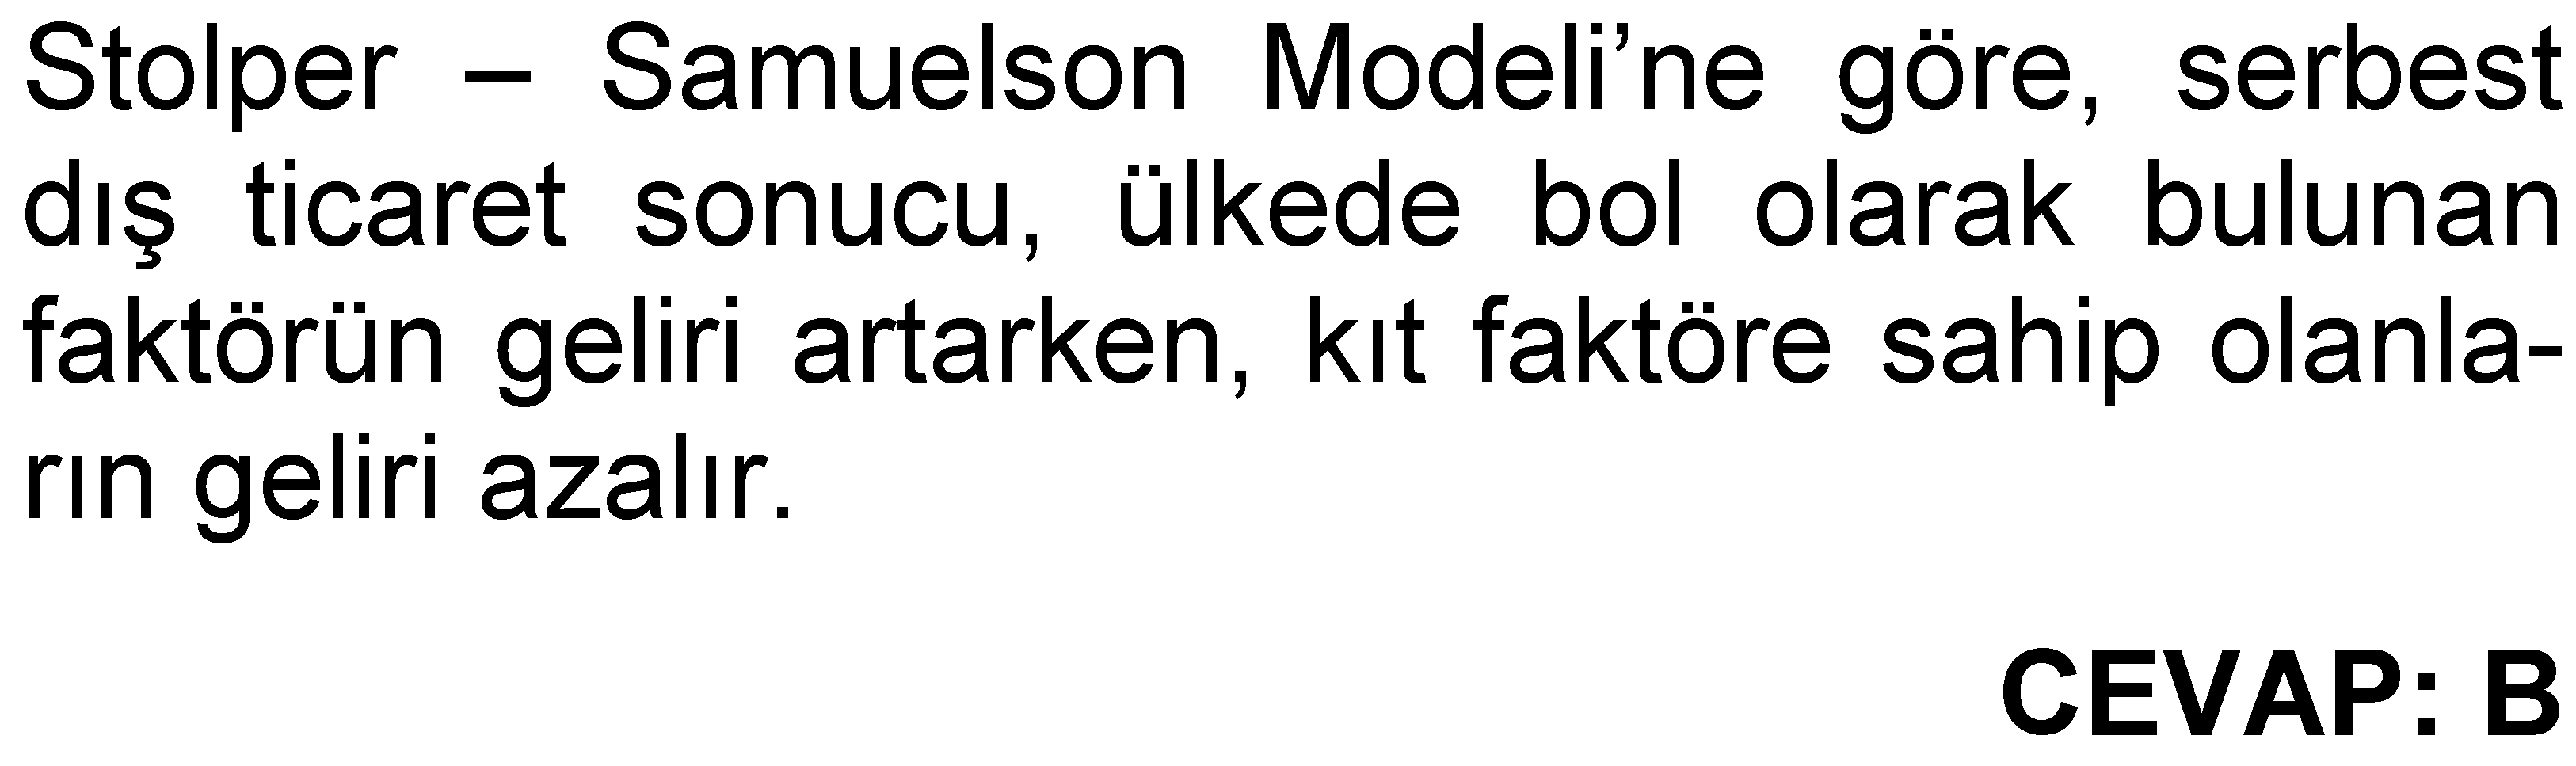 Stolper – Samuelson Modeli’ne göre, serbest
dış ticaret sonucu, ülkede bol olarak bulunan
faktörün geliri artarken, kıt faktöre sahip olanla-
rın geliri azalır.
CEVAP: B